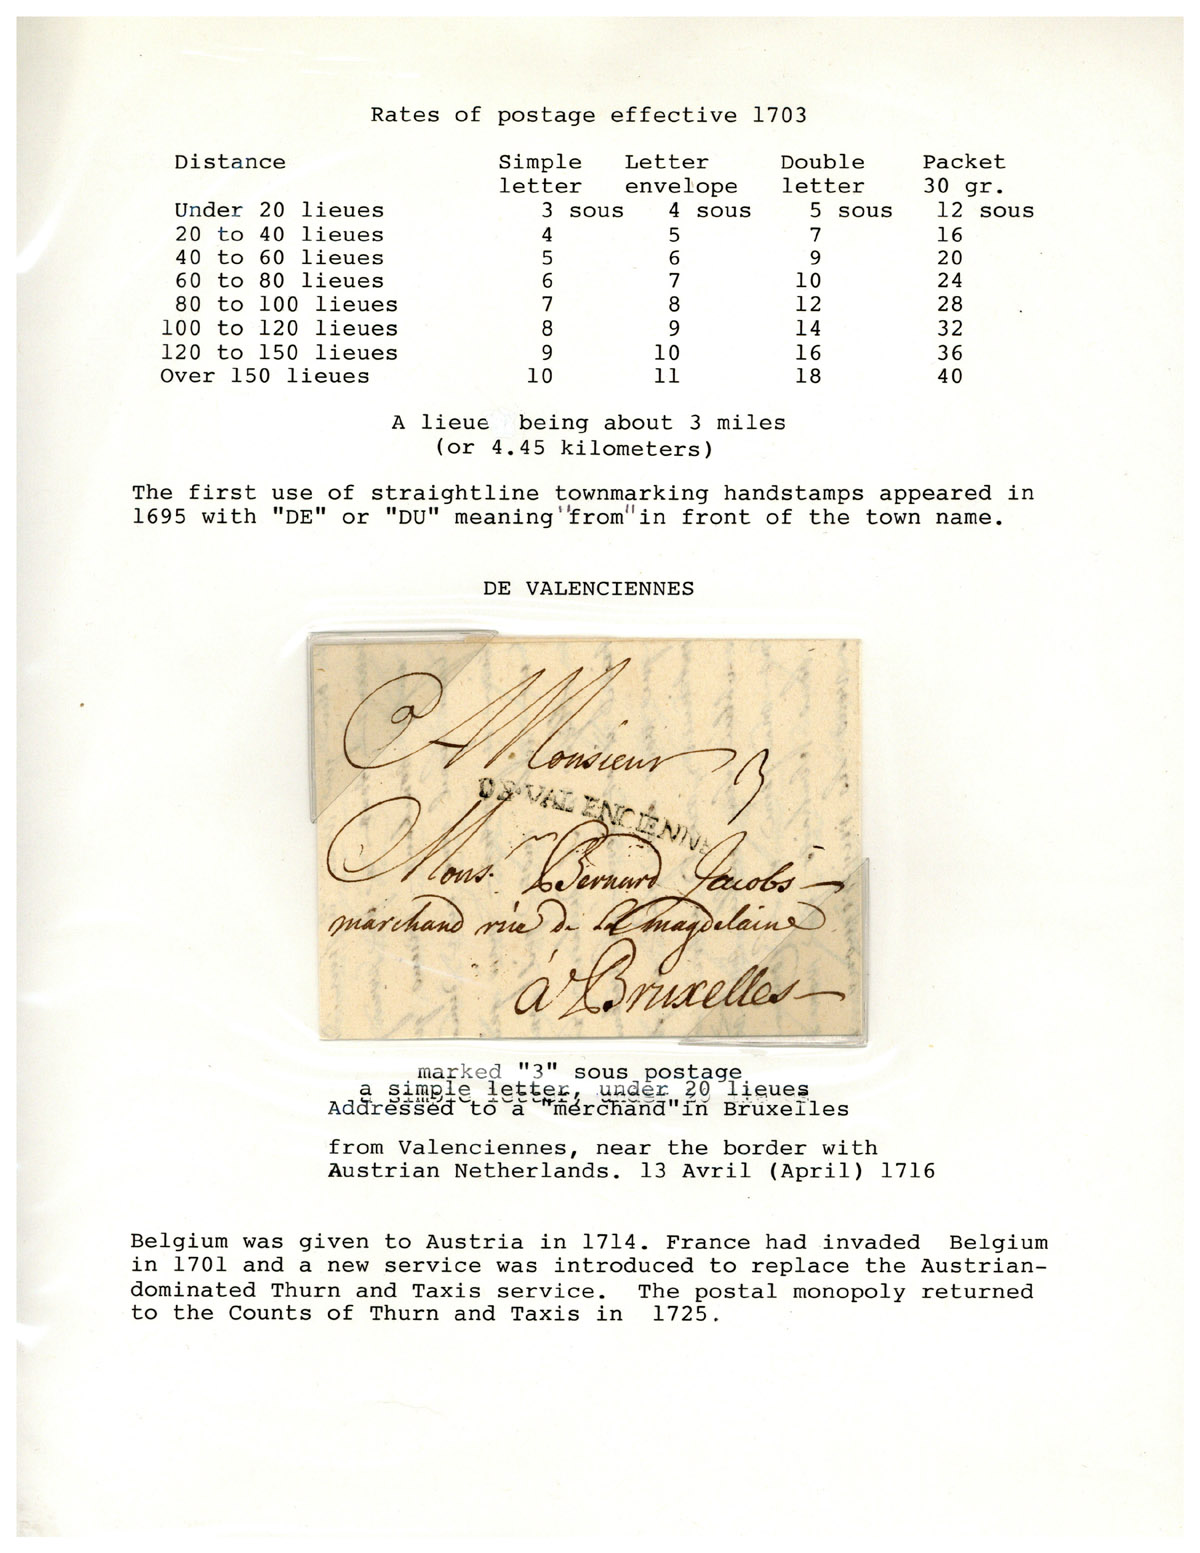 Rates of postage effective 1703
Distance Simple Letter Double Packet
letter envelope letter 30 gr.
Under 20 lieues 3 sous 4 sous 5 sous 12 sous
20 to 40 lieues 4 5 7 16
40 to 60 lieues 5 6 9 20
60 to 80 lieues 6 7 10 24
80 to 100 lieues 7 8 12 28
100 to 120 lieues 8 9 14 32
120 to 150 lieues 9 10 16 36
Over 150 lieues 10 11 18 40
A lieue being about 3 miles
(or 4.45 kilometers)
The first use of straightline townmarking handstamps appeared in
1695 with "DE" or "DU" meaning "from" in front of the town name.
DE VALENCIENNES
A Monsieur 3
DE VALENCIENNE
Mons.r Bernard Jacobs
marchand rüe de La magdelaine
à Bruxelles
marked "3" sous postage
a simple letter, under 20 lieues
Addressed to a "merchand"in Bruxelles
from Valenciennes, near the border with
Austrian Netherlands. 13 Avril (April) 1716
Belgium was given to Austria in 1714. France had invaded Belgium
in 1701 and a new service was introduced to replace the Austrian-
dominated Thurn and Taxis service. The postal monopoly returned
to the Counts of Thurn and Taxis in 1725.